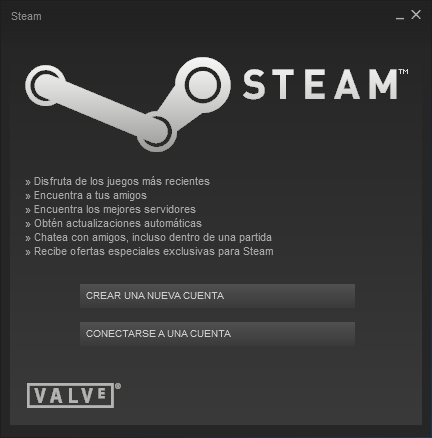 Steam
STEAM™
» Disfruta de los juegos más recientes
» Encuentra a tus amigos
» Encuentra los mejores servidores
» Obtén actualizaciones automáticas
» Chatea con amigos, incluso dentro de una partida
» Recibe ofertas especiales exclusivas para Steam
CREAR UNA NUEVA CUENTA
CONECTARSE A UNA CUENTA
VALVE®